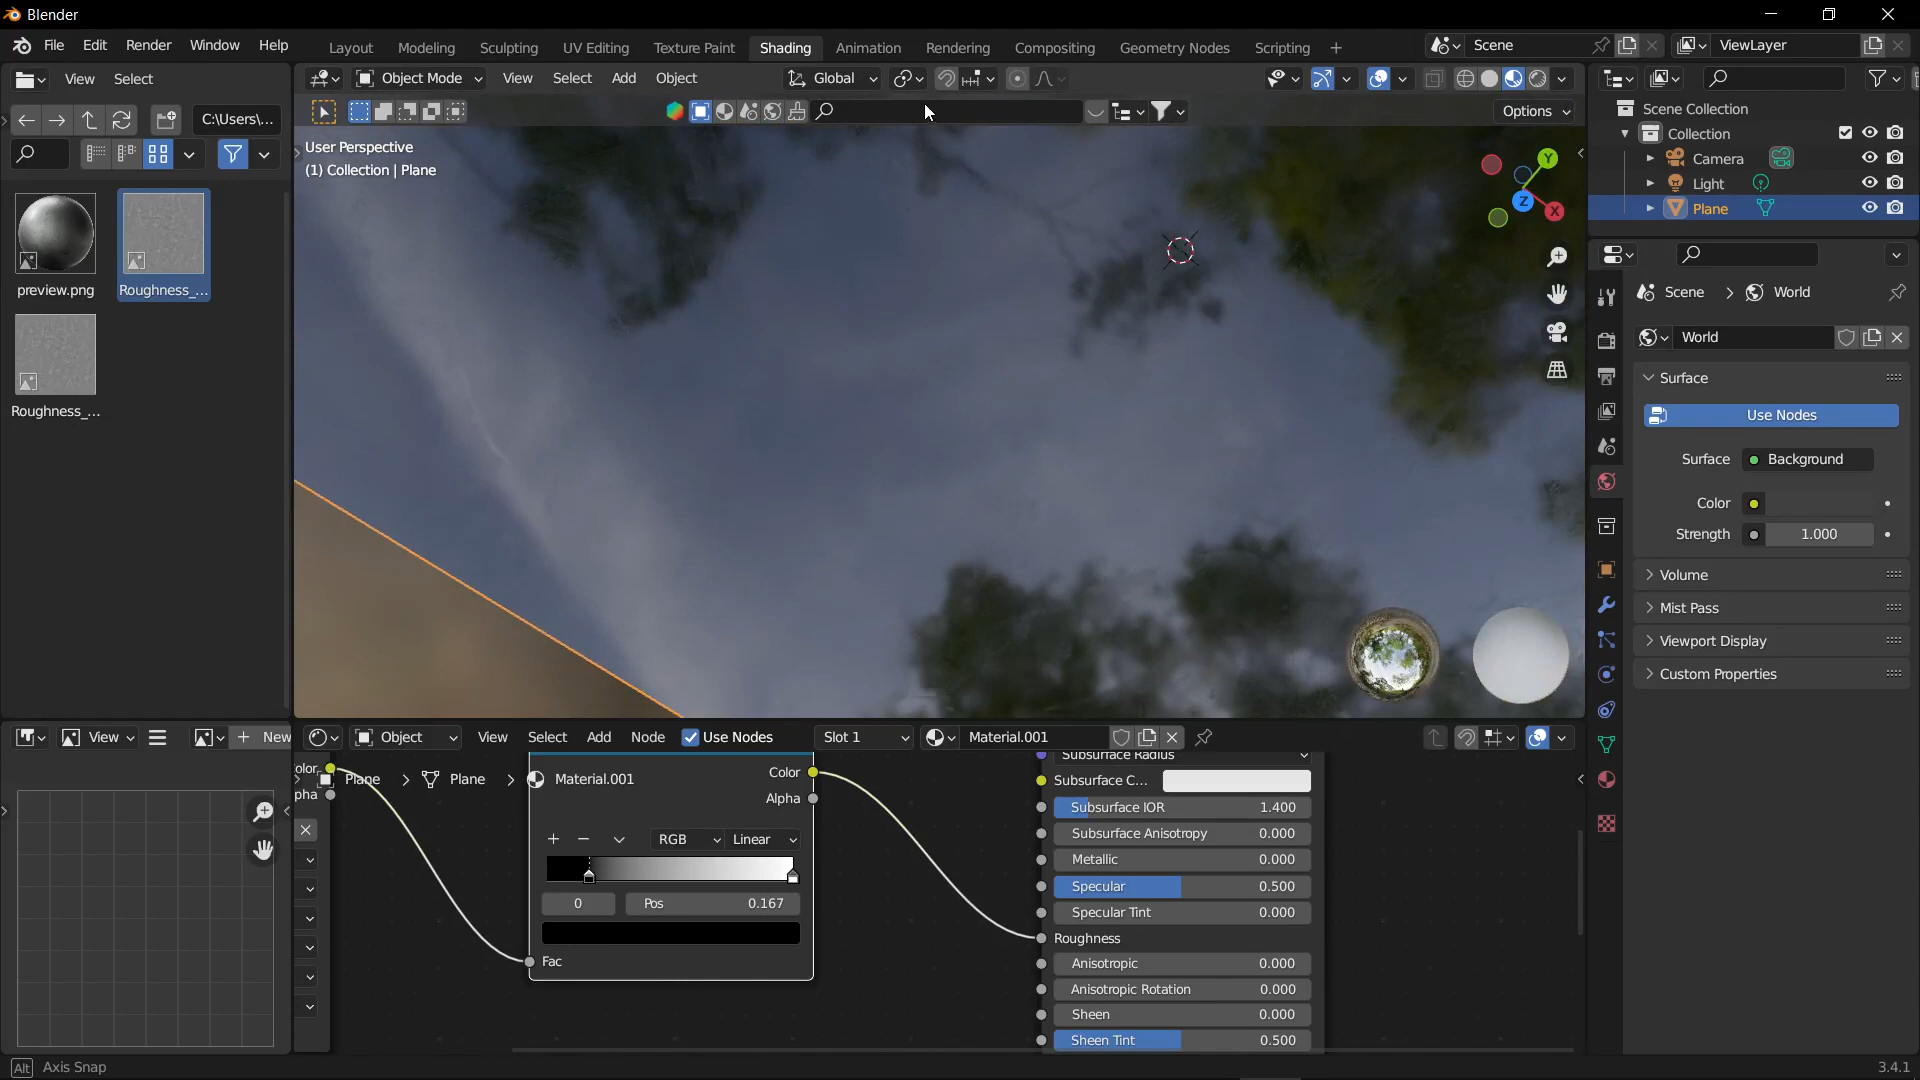 Blender
File Edit Render Window Help
Layout Modeling Sculpting UV Editing Texture Paint Shading Animation Rendering Compositing Geometry Nodes Scripting +
Scene
ViewLayer
View Select
Object Mode
View Select Add Object
Global
C:\Users\...
Options
User Perspective
(1) Collection | Plane
Y
Z
X
preview.png
Roughness_...
Roughness_...
Scene Collection
Collection
Camera
Light
Plane
Scene > World
World
Surface
Use Nodes
Surface Background
Color
Strength 1.000
Volume
Mist Pass
Viewport Display
Custom Properties
View
+ New
Object
View Select Add Node
Use Nodes
Slot 1
Material.001
Plane > Plane > Material.001
olor
pha
Color
Alpha
RGB Linear
0
Pos 0.167
Fac
Subsurface Radius
Subsurface C...
Subsurface IOR 1.400
Subsurface Anisotropy 0.000
Metallic 0.000
Specular 0.500
Specular Tint 0.000
Roughness
Anisotropic 0.000
Anisotropic Rotation 0.000
Sheen 0.000
Sheen Tint 0.500
Alt Axis Snap
3.4.1